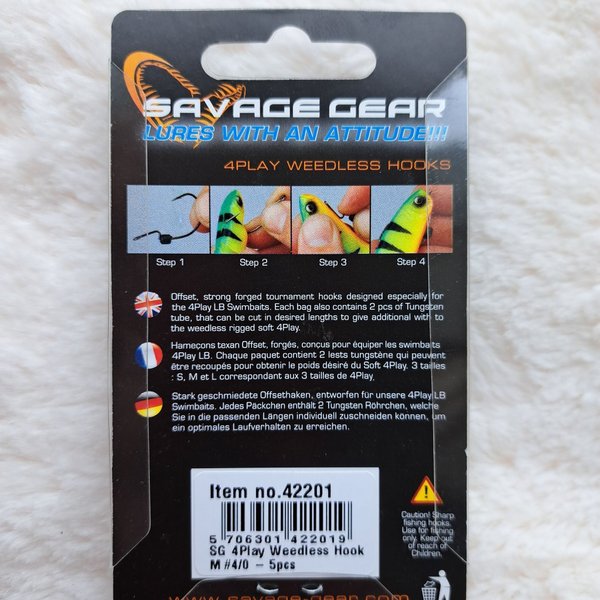 SAVAGE GEAR
LURES WITH AN ATTITUDE!!!
4PLAY WEEDLESS HOOKS
Step 1
Step 2
Step 3
Step 4
Offset, strong forged tournament hooks designed especially for
the 4Play LB Swimbaits. Each bag also contains 2 pcs of Tungsten
tube, that can be cut in desired lengths to give additional with to
the weedless rigged soft 4Play.
Hameçons texan Offset, forgés, conçus pour équiper les swimbaits
4Play LB. Chaque paquet contient 2 lests tungstène qui peuvent
être recoupés pour obtenir le poids désiré du Soft 4Play. 3 tailles
: S, M et L correspondant aux 3 tailles de 4Play.
Stark geschmiedete Offsethaken, entworfen für unsere 4Play LB
Swimbaits. Jedes Päckchen enthält 2 Tungsten Röhrchen, welche
Sie in die passenden Längen individuell zuschneiden können, um
ein optimales Laufverhalten zu erreichen.
Item no.42201
5 706301 422019
SG 4Play Weedless Hook
M #4/0 - 5pcs
Caution! Sharp
fishing hooks.
Use for fishing
only. Keep out
of reach of
Children.
www.savage-gear.com